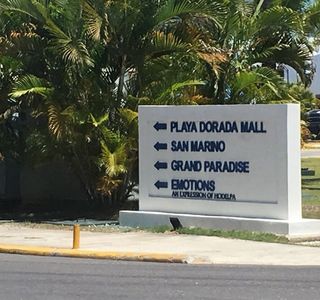 PLAYA DORADA MALL
SAN MARINO
GRAND PARADISE
EMOTIONS
AN EXPRESSION OF HODELPA